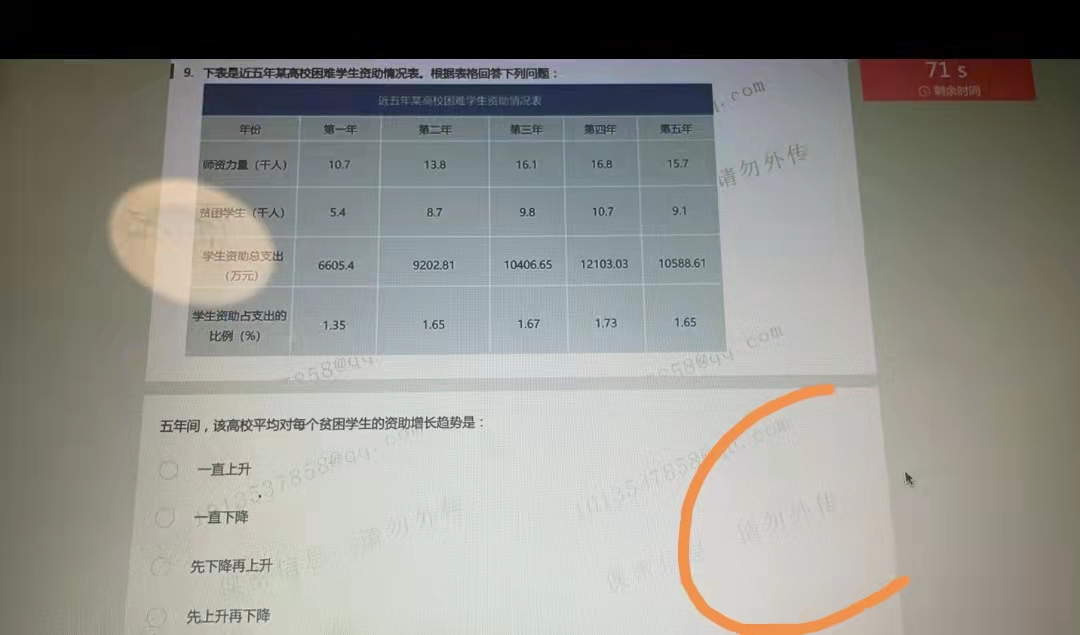 71 s
剩余时间
9. 下表是近五年某高校困难学生资助情况表。根据表格回答下列问题：
近五年某高校困难学生资助情况表
年份 第一年 第二年 第三年 第四年 第五年
师资力量（千人） 10.7 13.8 16.1 16.8 15.7
贫困学生（千人） 5.4 8.7 9.8 10.7 9.1
学生资助总支出
（万元） 6605.4 9202.81 10406.65 12103.03 10588.61
学生资助占支出的
比例（%） 1.35 1.65 1.67 1.73 1.65
请勿外传
五年间，该高校平均对每个贫困学生的资助增长趋势是：
一直上升
一直下降
先下降再上升
先上升再下降
请勿外传
请勿外传